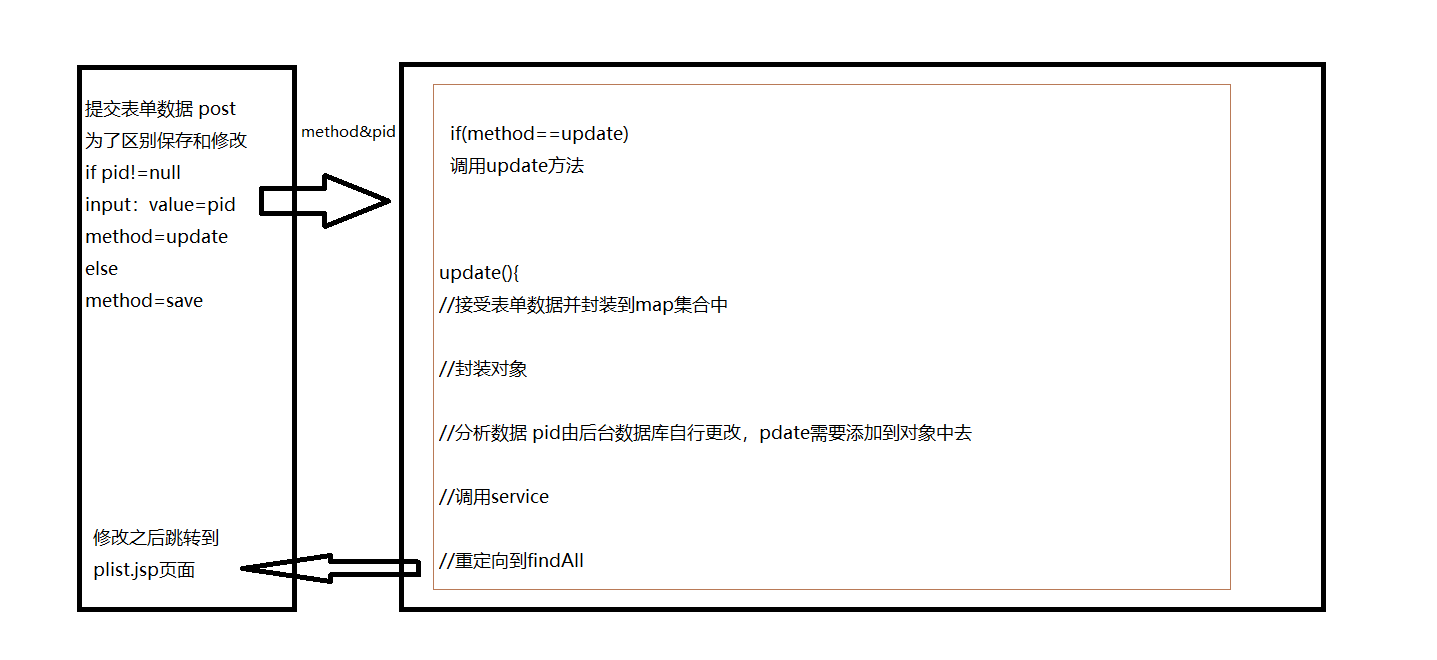 提交表单数据 post
为了区别保存和修改
if pid!=null
input：value=pid
method=update
else
method=save
修改之后跳转到
plist.jsp页面
method&pid
if(method==update)
调用update方法
update(){
//接受表单数据并封装到map集合中
//封装对象
//分析数据 pid由后台数据库自行更改，pdate需要添加到对象中去
//调用service
//重定向到findAll